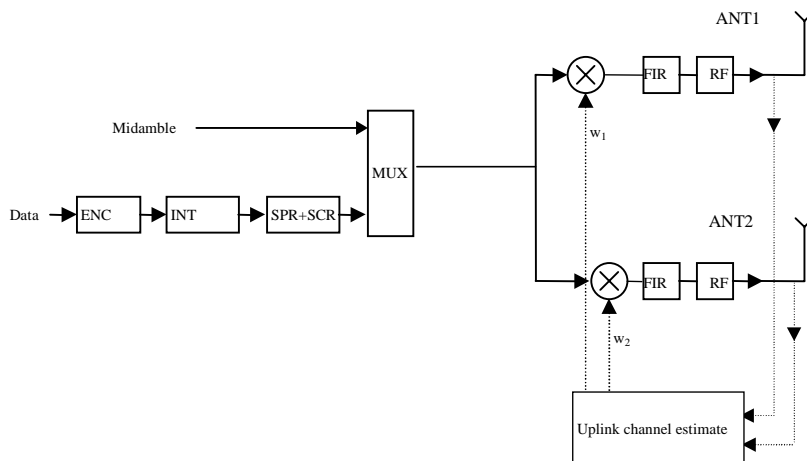 ANT1
FIR
RF
Midamble
w1
MUX
Data
ENC
INT
SPR+SCR
ANT2
FIR
RF
w2
Uplink channel estimate